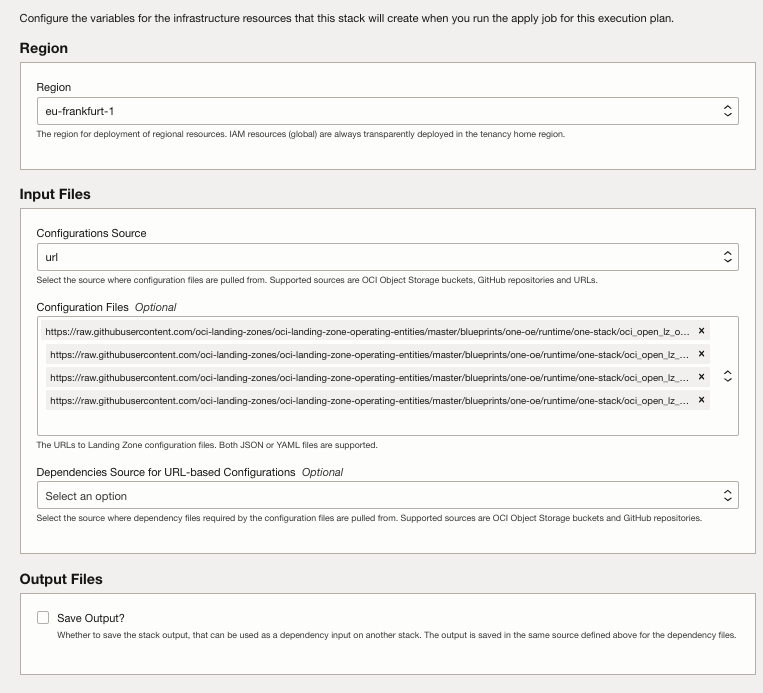 Configure the variables for the infrastructure resources that this stack will create when you run the apply job for this execution plan.
Region
Region
eu-frankfurt-1
The region for deployment of regional resources. IAM resources (global) are always transparently deployed in the tenancy home region.
Input Files
Configurations Source
url
Select the source where configuration files are pulled from. Supported sources are OCI Object Storage buckets, GitHub repositories and URLs.
Configuration Files Optional
https://raw.githubusercontent.com/oci-landing-zones/oci-landing-zone-operating-entities/master/blueprints/one-oe/runtime/one-stack/oci_open_lz_o... ×
https://raw.githubusercontent.com/oci-landing-zones/oci-landing-zone-operating-entities/master/blueprints/one-oe/runtime/one-stack/oci_open_lz_... ×
https://raw.githubusercontent.com/oci-landing-zones/oci-landing-zone-operating-entities/master/blueprints/one-oe/runtime/one-stack/oci_open_lz_... ×
https://raw.githubusercontent.com/oci-landing-zones/oci-landing-zone-operating-entities/master/blueprints/one-oe/runtime/one-stack/oci_open_lz_... ×
The URLs to Landing Zone configuration files. Both JSON or YAML files are supported.
Dependencies Source for URL-based Configurations Optional
Select an option
Select the source where dependency files required by the configuration files are pulled from. Supported sources are OCI Object Storage buckets and GitHub repositories.
Output Files
Save Output?
Whether to save the stack output, that can be used as a dependency input on another stack. The output is saved in the same source defined above for the dependency files.